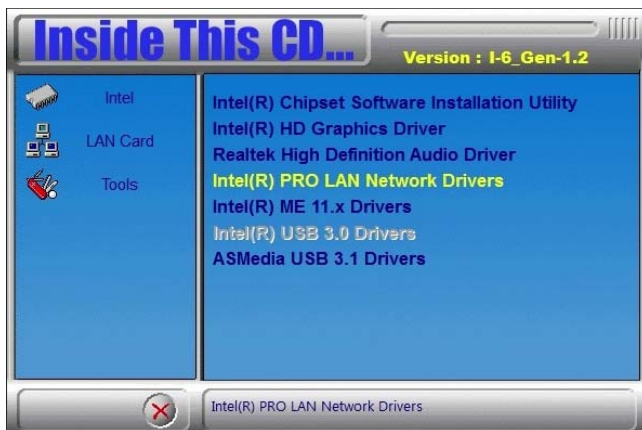 Inside This CD...
Version : I-6_Gen-1.2
Intel
LAN Card
Tools
Intel(R) Chipset Software Installation Utility
Intel(R) HD Graphics Driver
Realtek High Definition Audio Driver
Intel(R) PRO LAN Network Drivers
Intel(R) ME 11.x Drivers
Intel(R) USB 3.0 Drivers
ASMedia USB 3.1 Drivers
Intel(R) PRO LAN Network Drivers